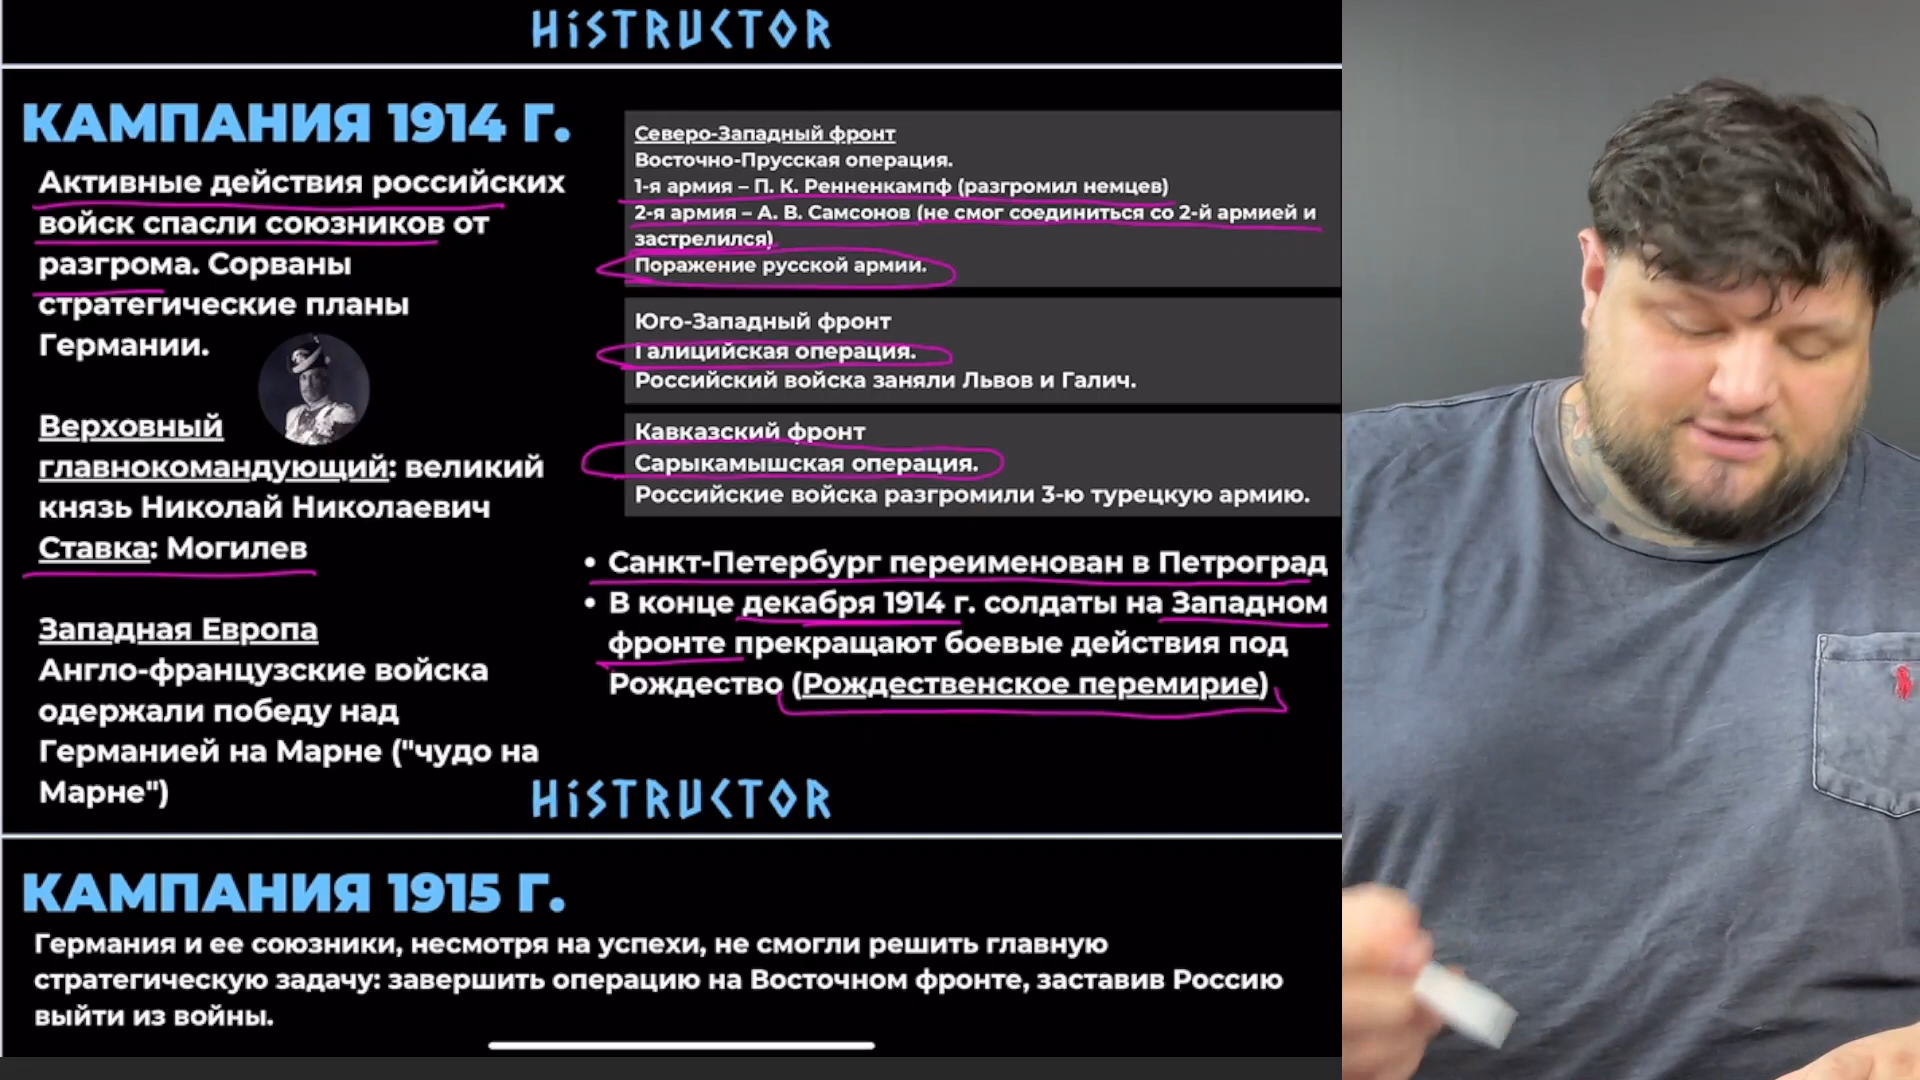 HiSTRUCTOR
КАМПАНИЯ 1914 Г.
Активные действия российских
войск спасли союзников от
разгрома. Сорваны
стратегические планы
Германии.
Верховный
главнокомандующий: великий
князь Николай Николаевич
Ставка: Могилев
Западная Европа
Англо-французские войска
одержали победу над
Германией на Марне ("чудо на
Марне")
Северо-Западный фронт
Восточно-Прусская операция.
1-я армия – П. К. Ренненкампф (разгромил немцев)
2-я армия – А. В. Самсонов (не смог соединиться со 2-й армией и
застрелился)
Поражение русской армии.
Юго-Западный фронт
Галицийская операция.
Российский войска заняли Львов и Галич.
Кавказский фронт
Сарыкамышская операция.
Российские войска разгромили 3-ю турецкую армию.
• Санкт-Петербург переименован в Петроград
• В конце декабря 1914 г. солдаты на Западном
фронте прекращают боевые действия под
Рождество (Рождественское перемирие)
HiSTRUCTOR
КАМПАНИЯ 1915 Г.
Германия и ее союзники, несмотря на успехи, не смогли решить главную
стратегическую задачу: завершить операцию на Восточном фронте, заставив Россию
выйти из войны.